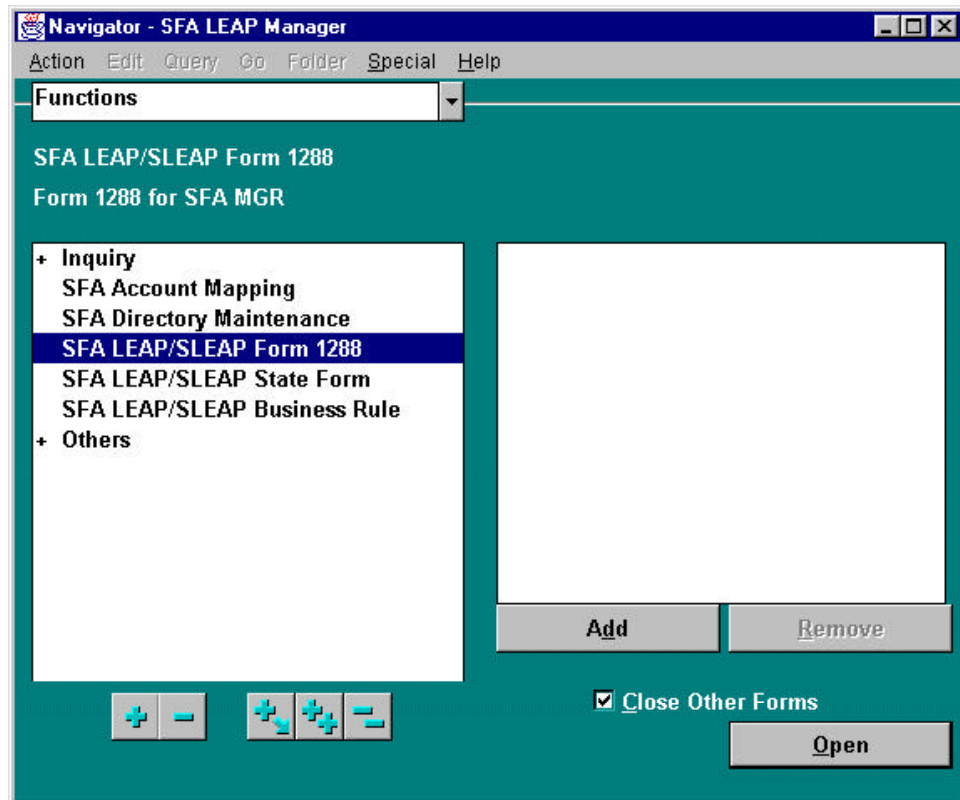 Navigator - SFA LEAP Manager
Action Edit Query Go Folder Special Help
Functions
SFA LEAP/SLEAP Form 1288
Form 1288 for SFA MGR
+ Inquiry
SFA Account Mapping
SFA Directory Maintenance
SFA LEAP/SLEAP Form 1288
SFA LEAP/SLEAP State Form
SFA LEAP/SLEAP Business Rule
+ Others
Add Remove
Close Other Forms
Open